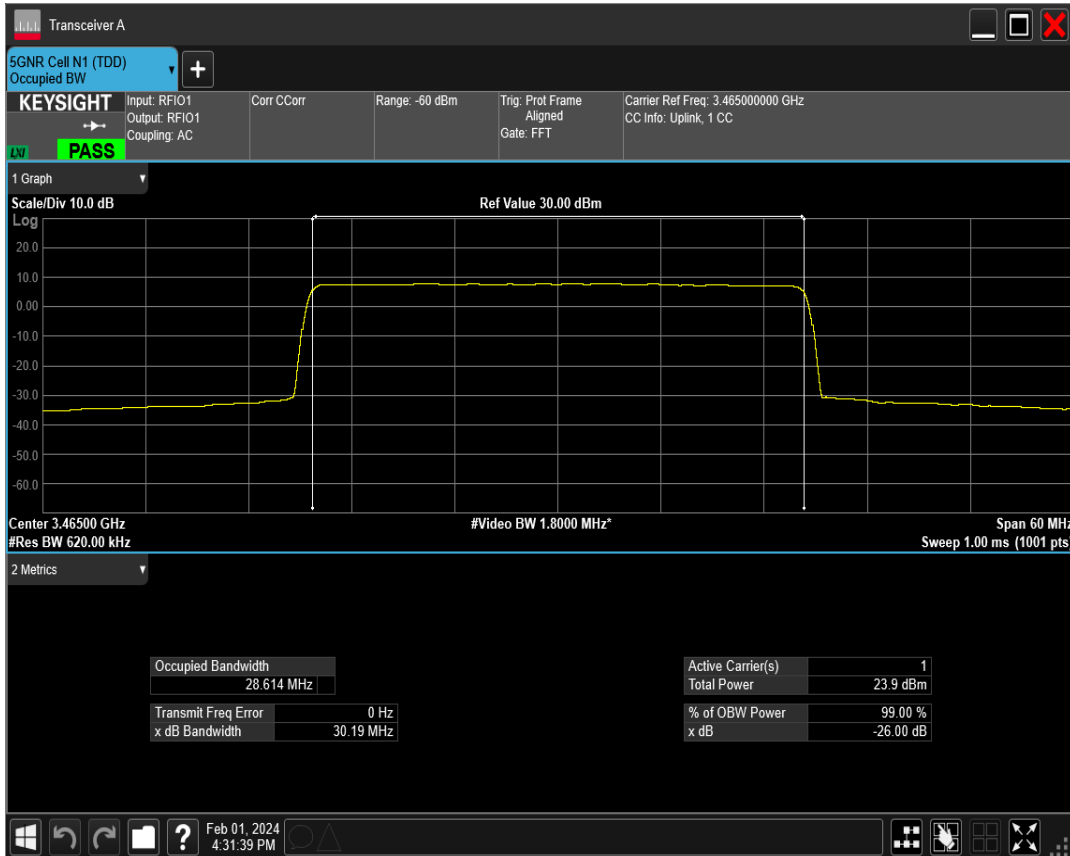 Transceiver A
5GNR Cell N1 (TDD)
Occupied BW
+
KEYSIGHT
LXI
PASS
Input: RFIO1
Output: RFIO1
Coupling: AC
Corr CCorr
Range: -60 dBm
Trig: Prot Frame
Aligned
Gate: FFT
Carrier Ref Freq: 3.465000000 GHz
CC Info: Uplink, 1 CC
1 Graph
Scale/Div 10.0 dB
Ref Value 30.00 dBm
Log
20.0
10.0
0.00
-10.0
-20.0
-30.0
-40.0
-50.0
-60.0
Center 3.46500 GHz
#Video BW 1.8000 MHz*
Span 60 MHz
#Res BW 620.00 kHz
Sweep 1.00 ms (1001 pts)
2 Metrics
Occupied Bandwidth
28.614 MHz
Transmit Freq Error 0 Hz
x dB Bandwidth 30.19 MHz
Active Carrier(s) 1
Total Power 23.9 dBm
% of OBW Power 99.00 %
x dB -26.00 dB
?
Feb 01, 2024
4:31:39 PM